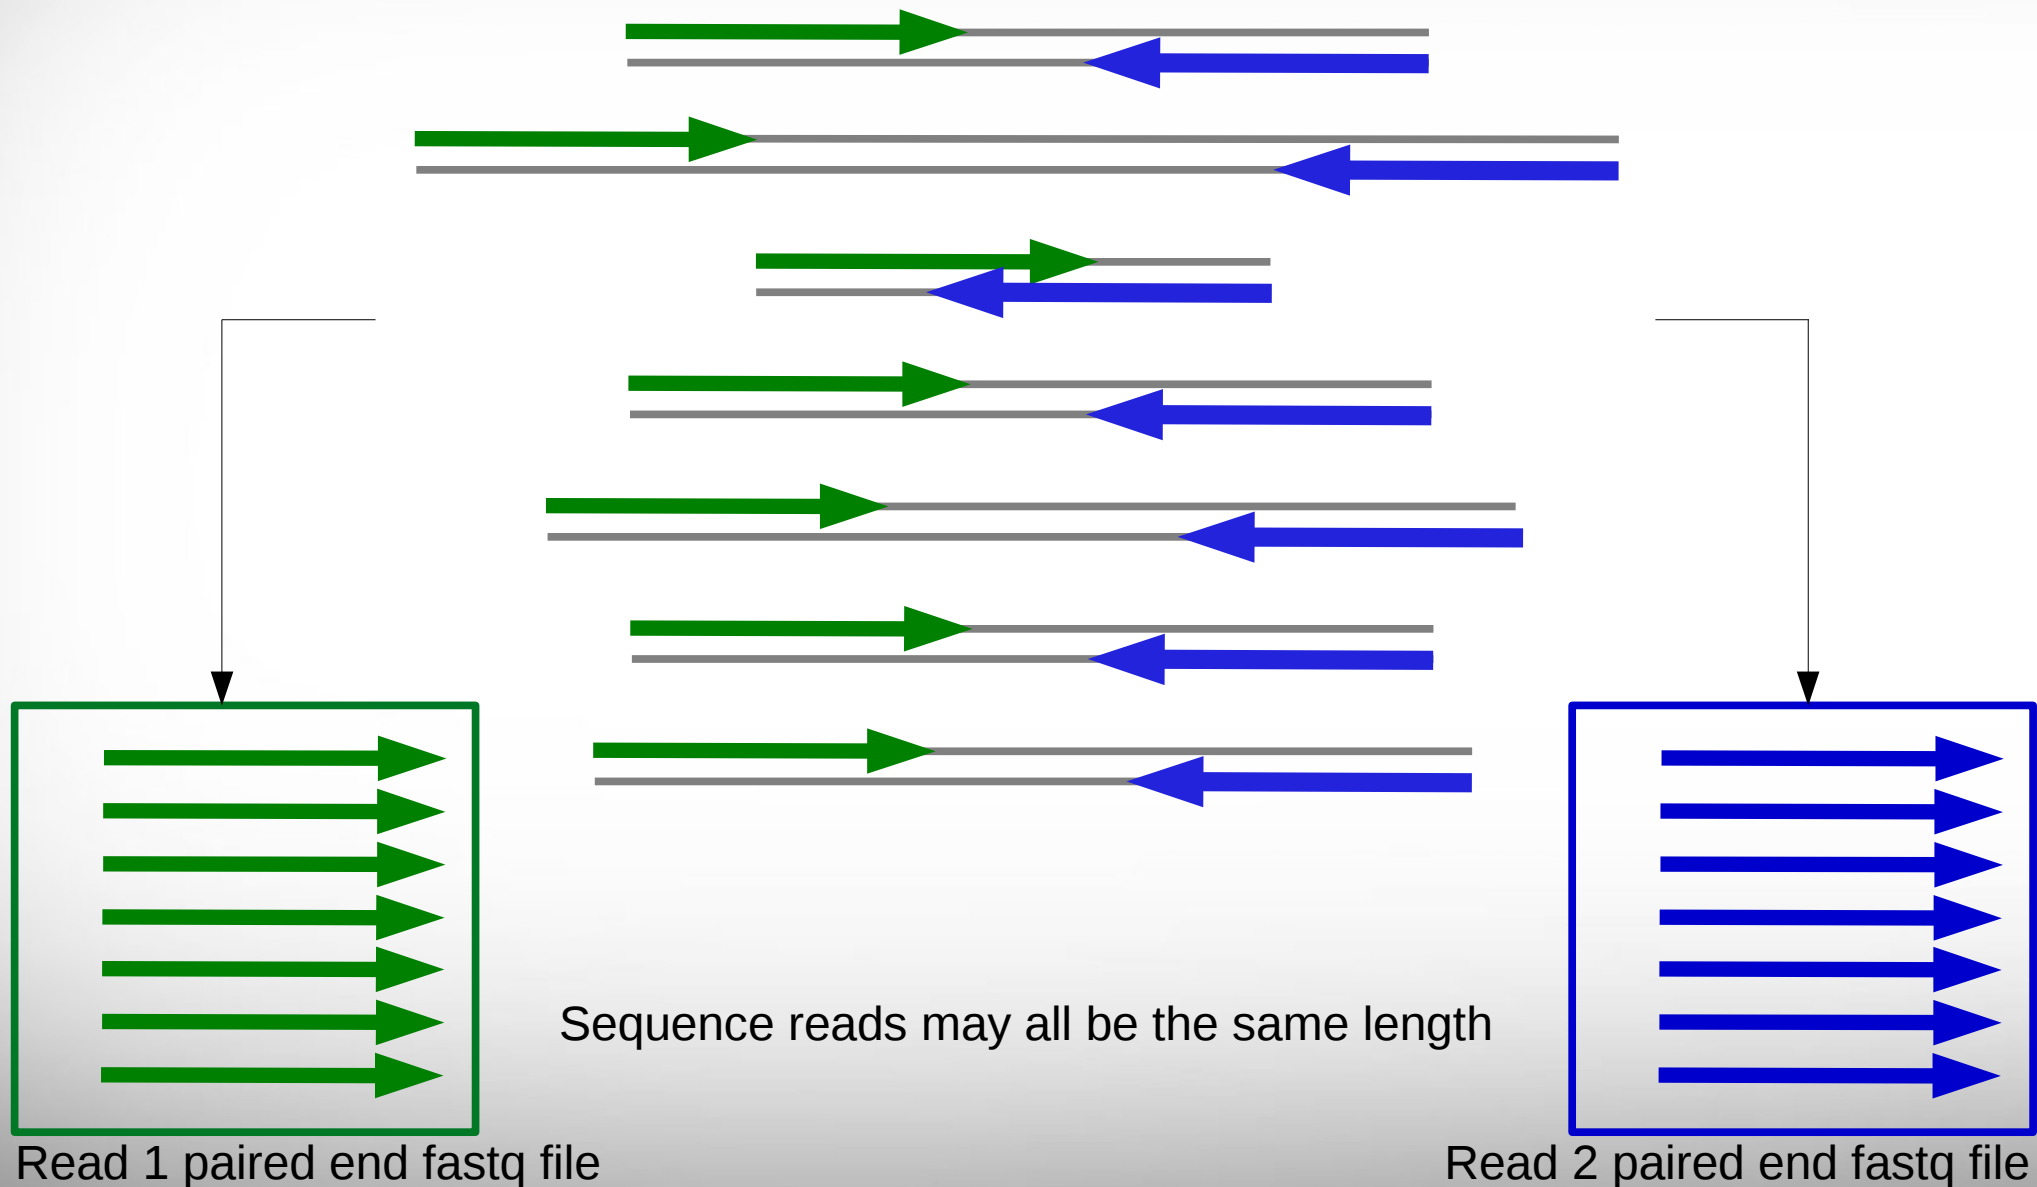 Sequence reads may all be the same length
Read 1 paired end fastq file
Read 2 paired end fastq file